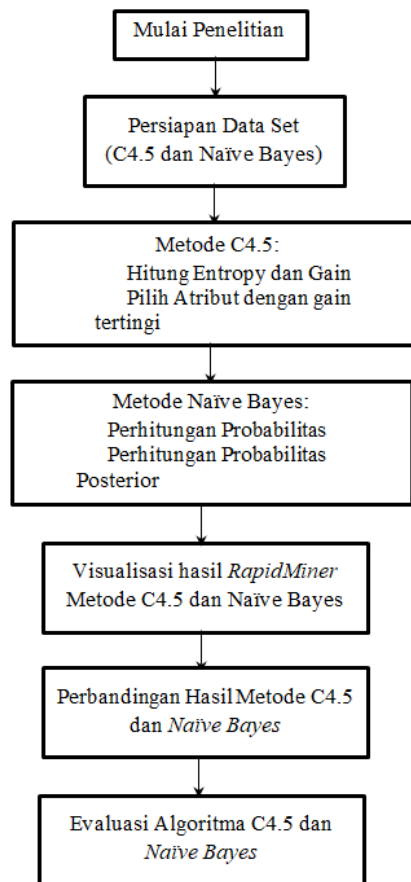 Mulai Penelitian
Persiapan Data Set
(C4.5 dan Naïve Bayes)
Metode C4.5:
Hitung Entropy dan Gain
Pilih Atribut dengan gain
tertingi
Metode Naïve Bayes:
Perhitungan Probabilitas
Perhitungan Probabilitas
Posterior
Visualisasi hasil RapidMiner
Metode C4.5 dan Naïve Bayes
Perbandingan Hasil Metode C4.5
dan Naïve Bayes
Evaluasi Algoritma C4.5 dan
Naïve Bayes